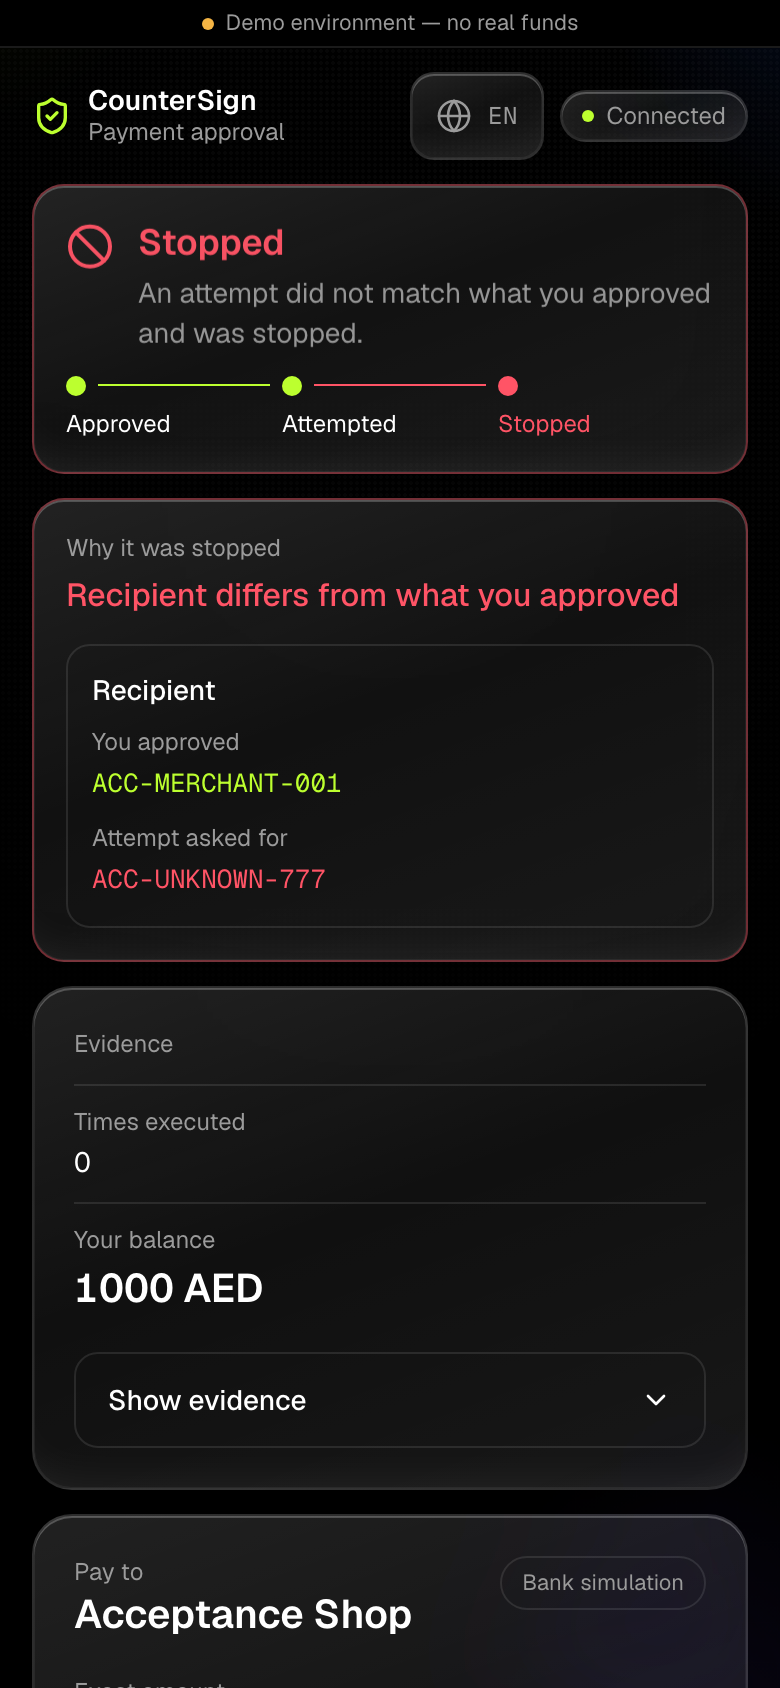 Demo environment — no real funds
CounterSign
Payment approval
EN
Connected
Stopped
An attempt did not match what you approved
and was stopped.
Approved
Attempted
Stopped
Why it was stopped
Recipient differs from what you approved
Recipient
You approved
ACC-MERCHANT-001
Attempt asked for
ACC-UNKNOWN-777
Evidence
Times executed
0
Your balance
1000 AED
Show evidence
Pay to
Bank simulation
Acceptance Shop
Exact amount